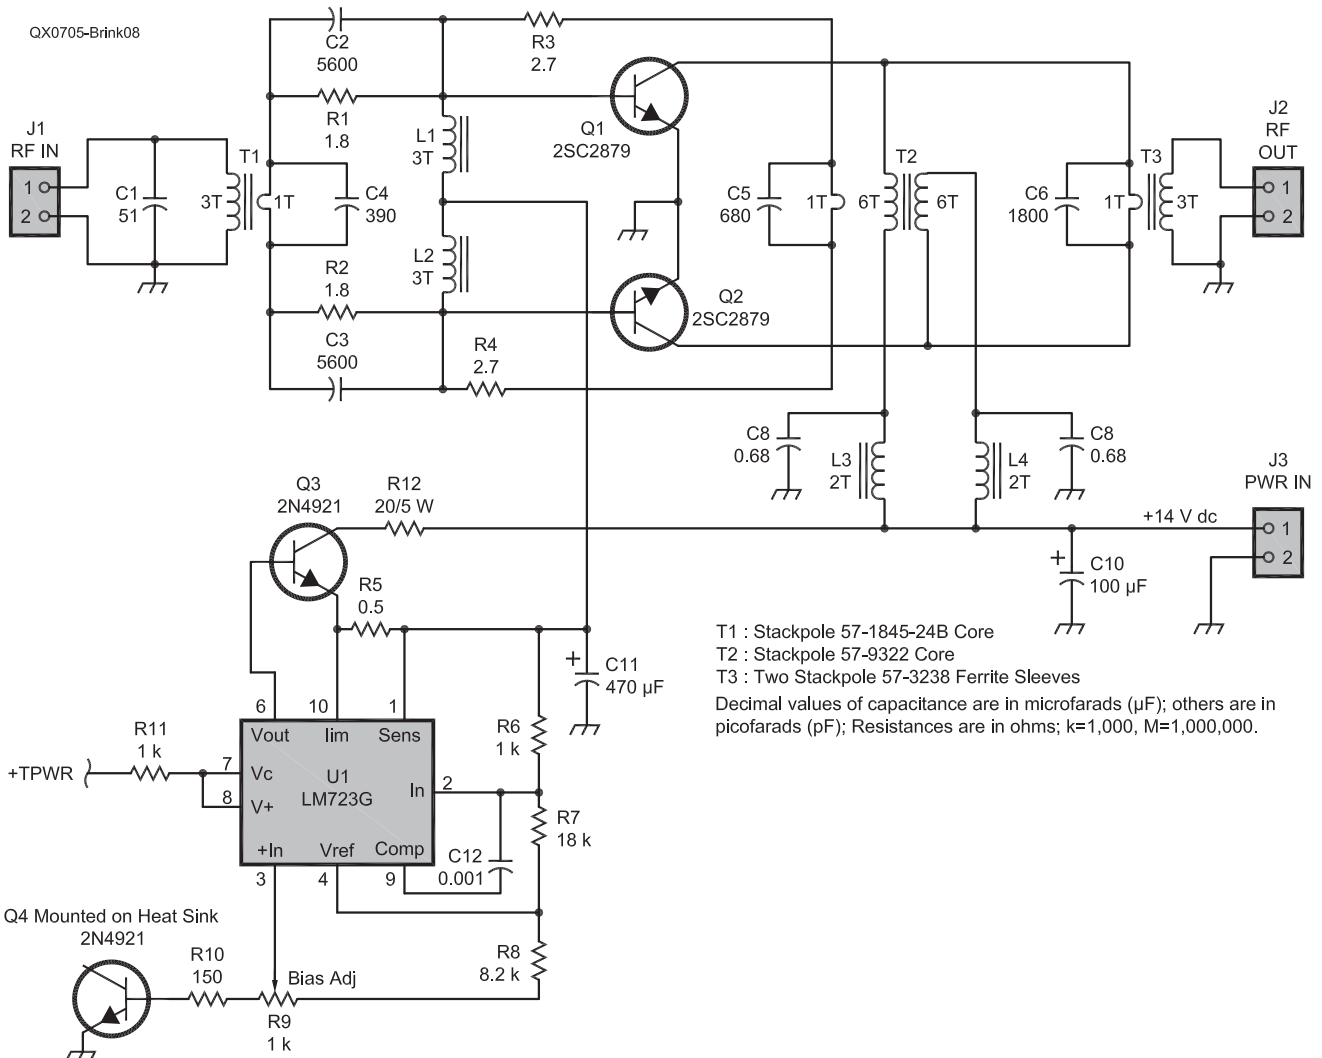 QX0705-Brink08
C2
5600
R3
2.7
R1
1.8
Q1
2SC2879
J1
RF IN
1
2
C1
51
3T
T1
1T
C4
390
L1
3T
L2
3T
R2
1.8
C3
5600
R4
2.7
Q2
2SC2879
C5
680
1T
T2
6T
6T
C6
1800
1T
T3
3T
J2
RF
OUT
1
2
C8
0.68
L3
2T
L4
2T
C8
0.68
J3
PWR IN
+14 V dc
1
2
+
C10
100 µF
Q3
2N4921
R12
20/5 W
R5
0.5
+
C11
470 µF
T1 : Stackpole 57-1845-24B Core
T2 : Stackpole 57-9322 Core
T3 : Two Stackpole 57-3238 Ferrite Sleeves
Decimal values of capacitance are in microfarads (µF); others are in
picofarads (pF); Resistances are in ohms; k=1,000, M=1,000,000.
6
10
1
Vout
Iim
Sens
R6
1 k
R11
1 k
+TPWR
7
Vc
8
V+
U1
LM723G
In
2
R7
18 k
+In
Vref
Comp
C12
0.001
3
4
9
Q4 Mounted on Heat Sink
2N4921
R10
150
Bias Adj
R9
1 k
R8
8.2 k